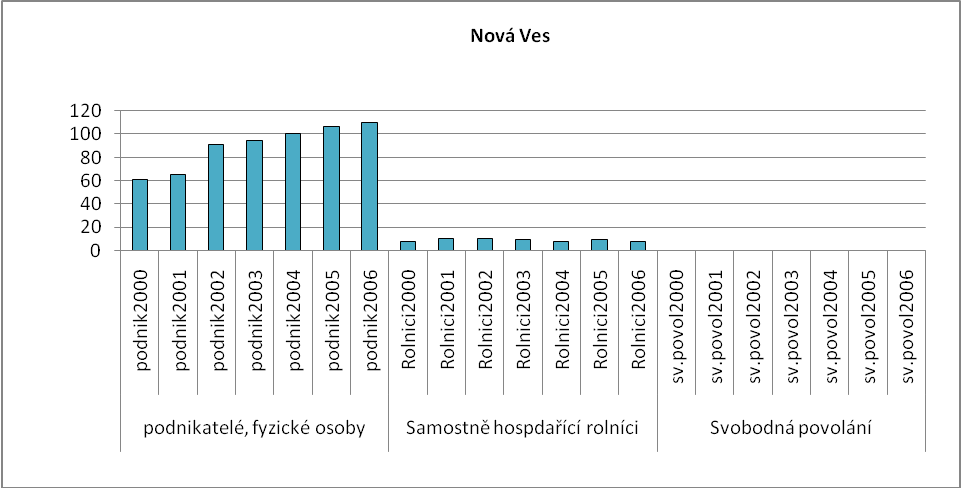 Nová Ves
120
100
80
60
40
20
0
podnik2000
podnik2001
podnik2002
podnik2003
podnik2004
podnik2005
podnik2006
Rolnici2000
Rolnici2001
Rolnici2002
Rolnici2003
Rolnici2004
Rolnici2005
Rolnici2006
sv.povol2000
sv.povol2001
sv.povol2002
sv.povol2003
sv.povol2004
sv.povol2005
sv.povol2006
podnikatelé, fyzické osoby
Samostně hospdařící rolníci
Svobodná povolání